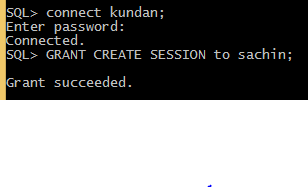 SQL> connect kundan;
Enter password:
Connected.
SQL> GRANT CREATE SESSION to sachin;
Grant succeeded.